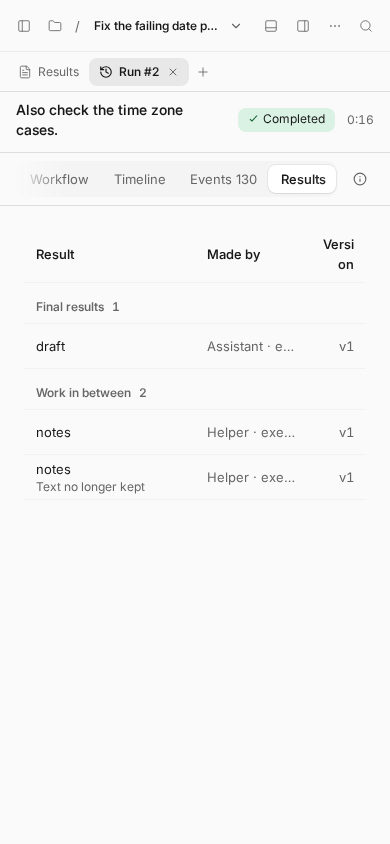 / Fix the failing date p...
Results Run #2
Also check the time zone
cases.
Completed 0:16
Workflow Timeline Events 130 Results
Result Made by Versi
on
Final results 1
draft Assistant · e... v1
Work in between 2
notes Helper · exe... v1
notes
Text no longer kept Helper · exe... v1